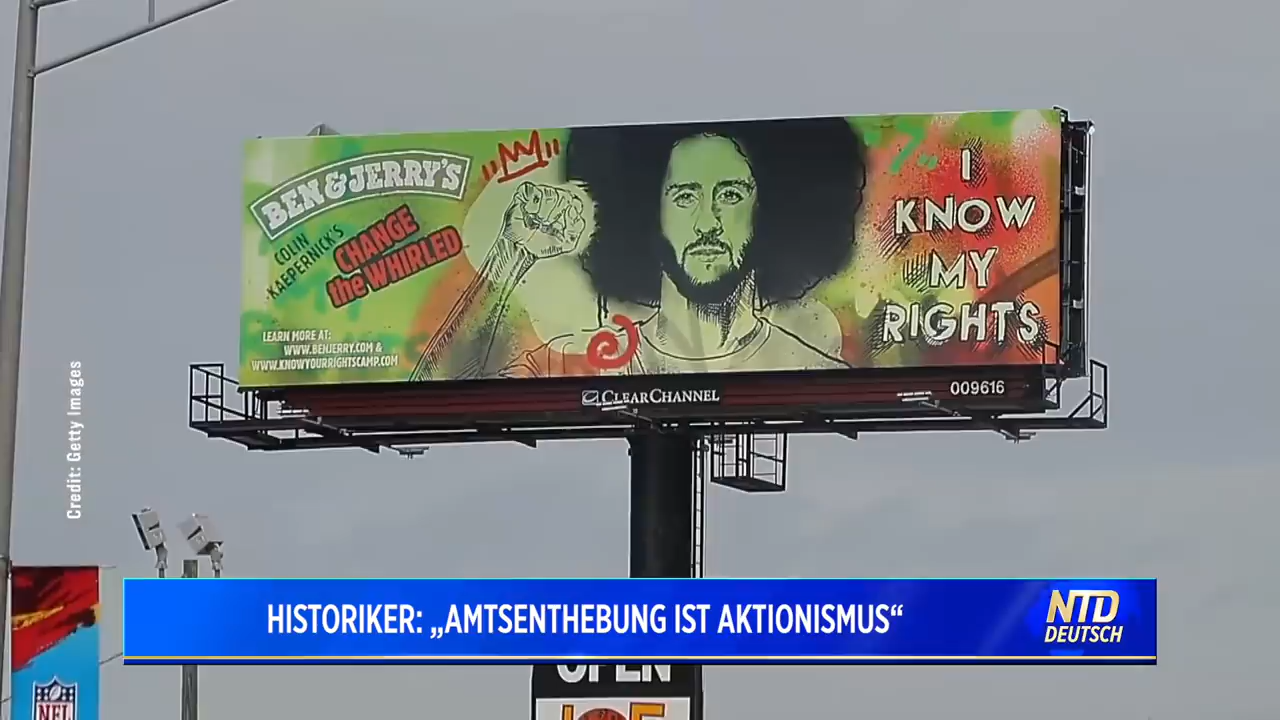 BEN & JERRY'S
COLIN
KAEPERNICK'S
CHANGE
the WHIRLED
LEARN MORE AT:
WWW.BENJERRY.COM &
WWW.KNOWYOURRIGHTSCAMP.COM
I
KNOW
MY
RIGHTS
CLEARCHANNEL
009616
Credit: Getty Images
HISTORIKER: „AMTSENTHEBUNG IST AKTIONISMUS“
NTD
DEUTSCH
NFL
OPEN